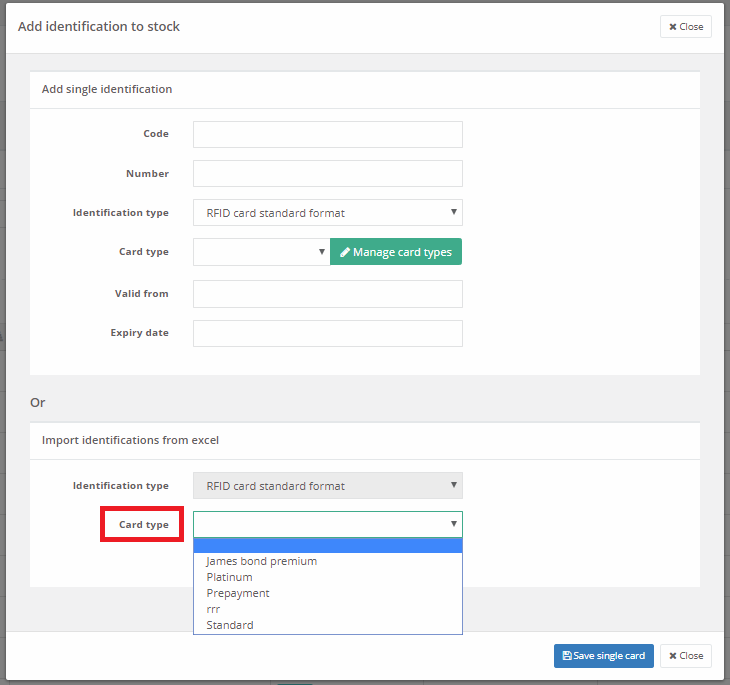 Add identification to stock
Close
Add single identification
Code
Number
Identification type RFID card standard format
Card type Manage card types
Valid from
Expiry date
Or
Import identifications from excel
Identification type RFID card standard format
Card type
James bond premium
Platinum
Prepayment
rrr
Standard
Save single card Close